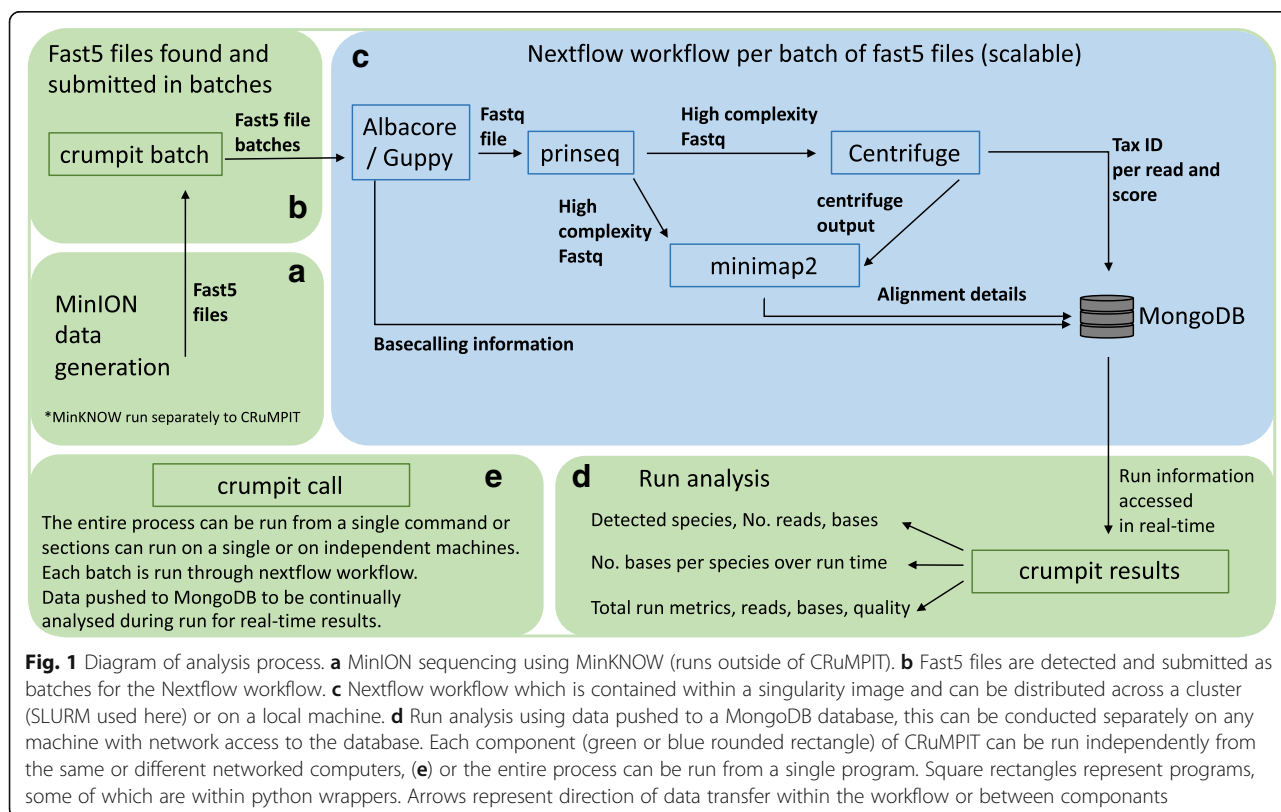 Fast5 files found and
submitted in batches
crumpit batch
Fast5 file
batches
b
a
MinION
data
generation
Fast5
files
*MinKNOW run separately to CRuMPIT
c
Nextflow workflow per batch of fast5 files (scalable)
Albacore
/ Guppy
Fastq
file
prinseq
High complexity
Fastq
Centrifuge
Tax ID
per read and
score
High
complexity
Fastq
centrifuge
output
minimap2
Alignment details
MongoDB
Basecalling information
crumpit call
e
The entire process can be run from a single command or
sections can run on a single or on independent machines.
Each batch is run through nextflow workflow.
Data pushed to MongoDB to be continually
analysed during run for real-time results.
d
Run analysis
Run information
accessed
in real-time
Detected species, No. reads, bases
No. bases per species over run time
Total run metrics, reads, bases, quality
crumpit results
Fig. 1 Diagram of analysis process. a MinION sequencing using MinKNOW (runs outside of CRuMPIT). b Fast5 files are detected and submitted as
batches for the Nextflow workflow. c Nextflow workflow which is contained within a singularity image and can be distributed across a cluster
(SLURM used here) or on a local machine. d Run analysis using data pushed to a MongoDB database, this can be conducted separately on any
machine with network access to the database. Each component (green or blue rounded rectangle) of CRuMPIT can be run independently from
the same or different networked computers, (e) or the entire process can be run from a single program. Square rectangles represent programs,
some of which are within python wrappers. Arrows represent direction of data transfer within the workflow or between componants